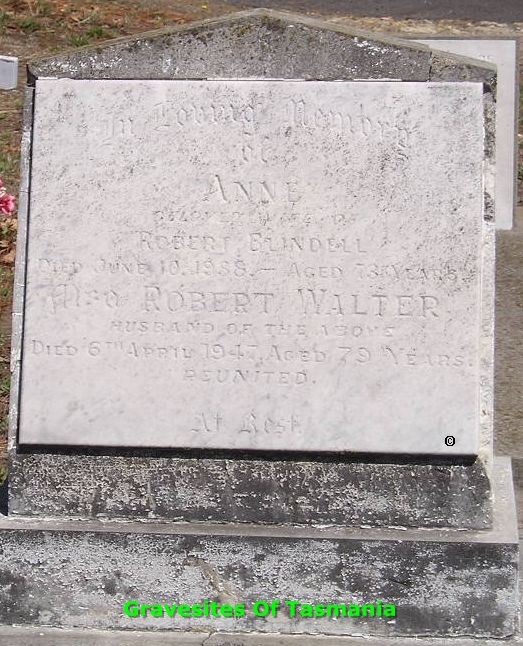 In Loving Memory
of
ANNE
ROBERT BLINDELL
DIED JUNE 10, 1938. – AGED 73 YEARS.
Also ROBERT WALTER
HUSBAND OF THE ABOVE
DIED 6TH APRIL 1947, AGED 79 YEARS.
REUNITED.
At Rest
©
Gravesites Of Tasmania